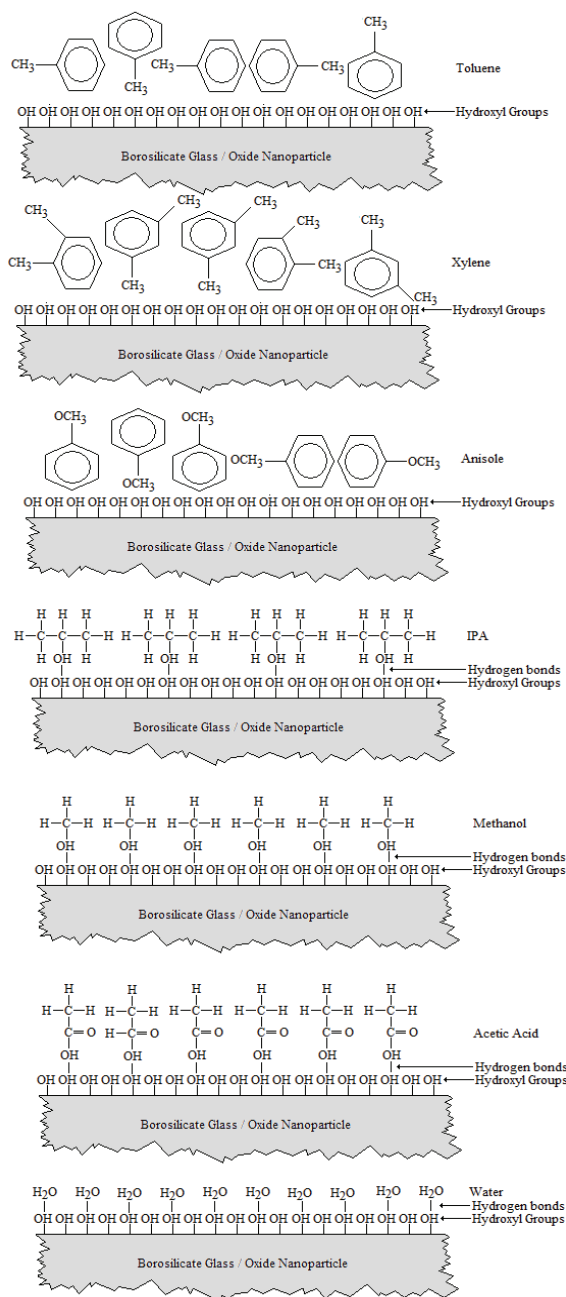 CH₃
CH₃ CH₃ CH₃ Toluene
CH₃
OH OH OH OH OH OH OH OH OH OH OH OH OH OH OH OH OH OH OH Hydroxyl Groups
Borosilicate Glass / Oxide Nanoparticle
CH₃ CH₃ CH₃ CH₃ CH₃
CH₃ CH₃ Xylene
CH₃ CH₃ CH₃
OH OH OH OH OH OH OH OH OH OH OH OH OH OH OH OH OH OH OH Hydroxyl Groups
Borosilicate Glass / Oxide Nanoparticle
OCH₃ OCH₃
OCH₃ OCH₃ Anisole
OCH₃
OH OH OH OH OH OH OH OH OH OH OH OH OH OH OH OH OH OH OH Hydroxyl Groups
Borosilicate Glass / Oxide Nanoparticle
H H H H H H H H H H H H
H–C–C–C–H H–C–C–C–H H–C–C–C–H H–C–C–C–H IPA
H OH H H OH H H OH H H OH H
Hydrogen bonds
OH OH OH OH OH OH OH OH OH OH OH OH OH OH OH OH OH OH OH Hydroxyl Groups
Borosilicate Glass / Oxide Nanoparticle
H H H H H H
H–C–H H–C–H H–C–H H–C–H H–C–H H–C–H Methanol
OH OH OH OH OH OH
Hydrogen bonds
OH OH OH OH OH OH OH OH OH OH OH OH OH OH OH OH OH OH OH Hydroxyl Groups
Borosilicate Glass / Oxide Nanoparticle
H H H H H H
H–C–H H–C–H H–C–H H–C–H H–C–H H–C–H
C=O H–C=O C=O C=O C=O C=O Acetic Acid
OH OH OH OH OH OH
Hydrogen bonds
OH OH OH OH OH OH OH OH OH OH OH OH OH OH OH OH OH OH OH Hydroxyl Groups
Borosilicate Glass / Oxide Nanoparticle
H₂O H₂O H₂O H₂O H₂O H₂O H₂O H₂O H₂O H₂O Water
Hydrogen bonds
OH OH OH OH OH OH OH OH OH OH OH OH OH OH OH OH OH OH OH Hydroxyl Groups
Borosilicate Glass / Oxide Nanoparticle